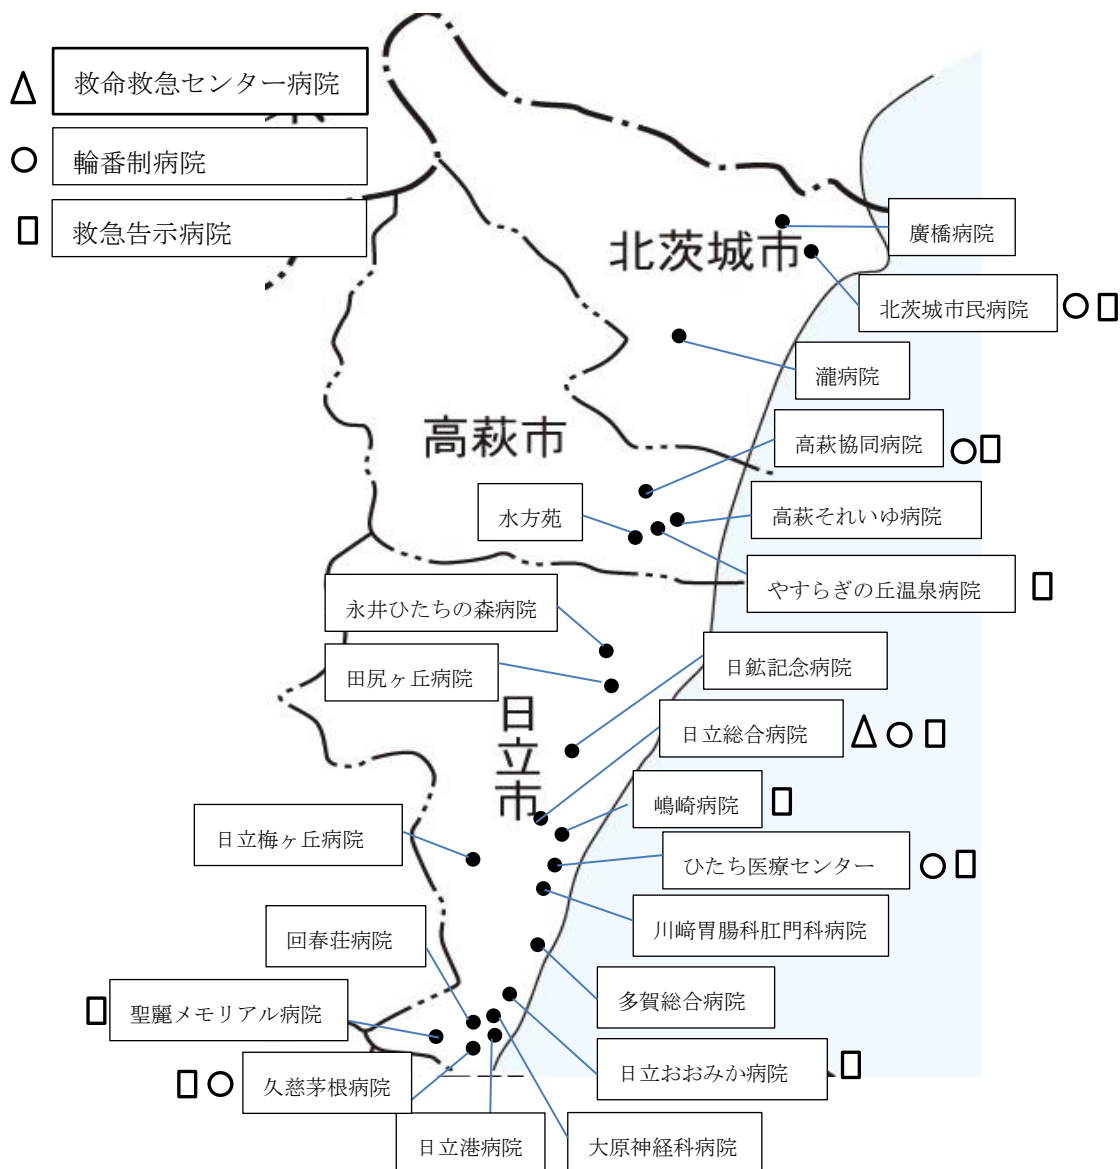 救命救急センター病院
輪番制病院
救急告示病院
北茨城市
廣橋病院
北茨城市民病院
瀧病院
高萩市
高萩協同病院
水方苑
高萩それいゆ病院
やすらぎの丘温泉病院
永井ひたちの森病院
田尻ヶ丘病院
日鉱記念病院
日立市
日立総合病院
嶋崎病院
日立梅ヶ丘病院
ひたち医療センター
川﨑胃腸科肛門科病院
回春荘病院
多賀総合病院
聖麗メモリアル病院
日立おおみか病院
久慈茅根病院
日立港病院
大原神経科病院